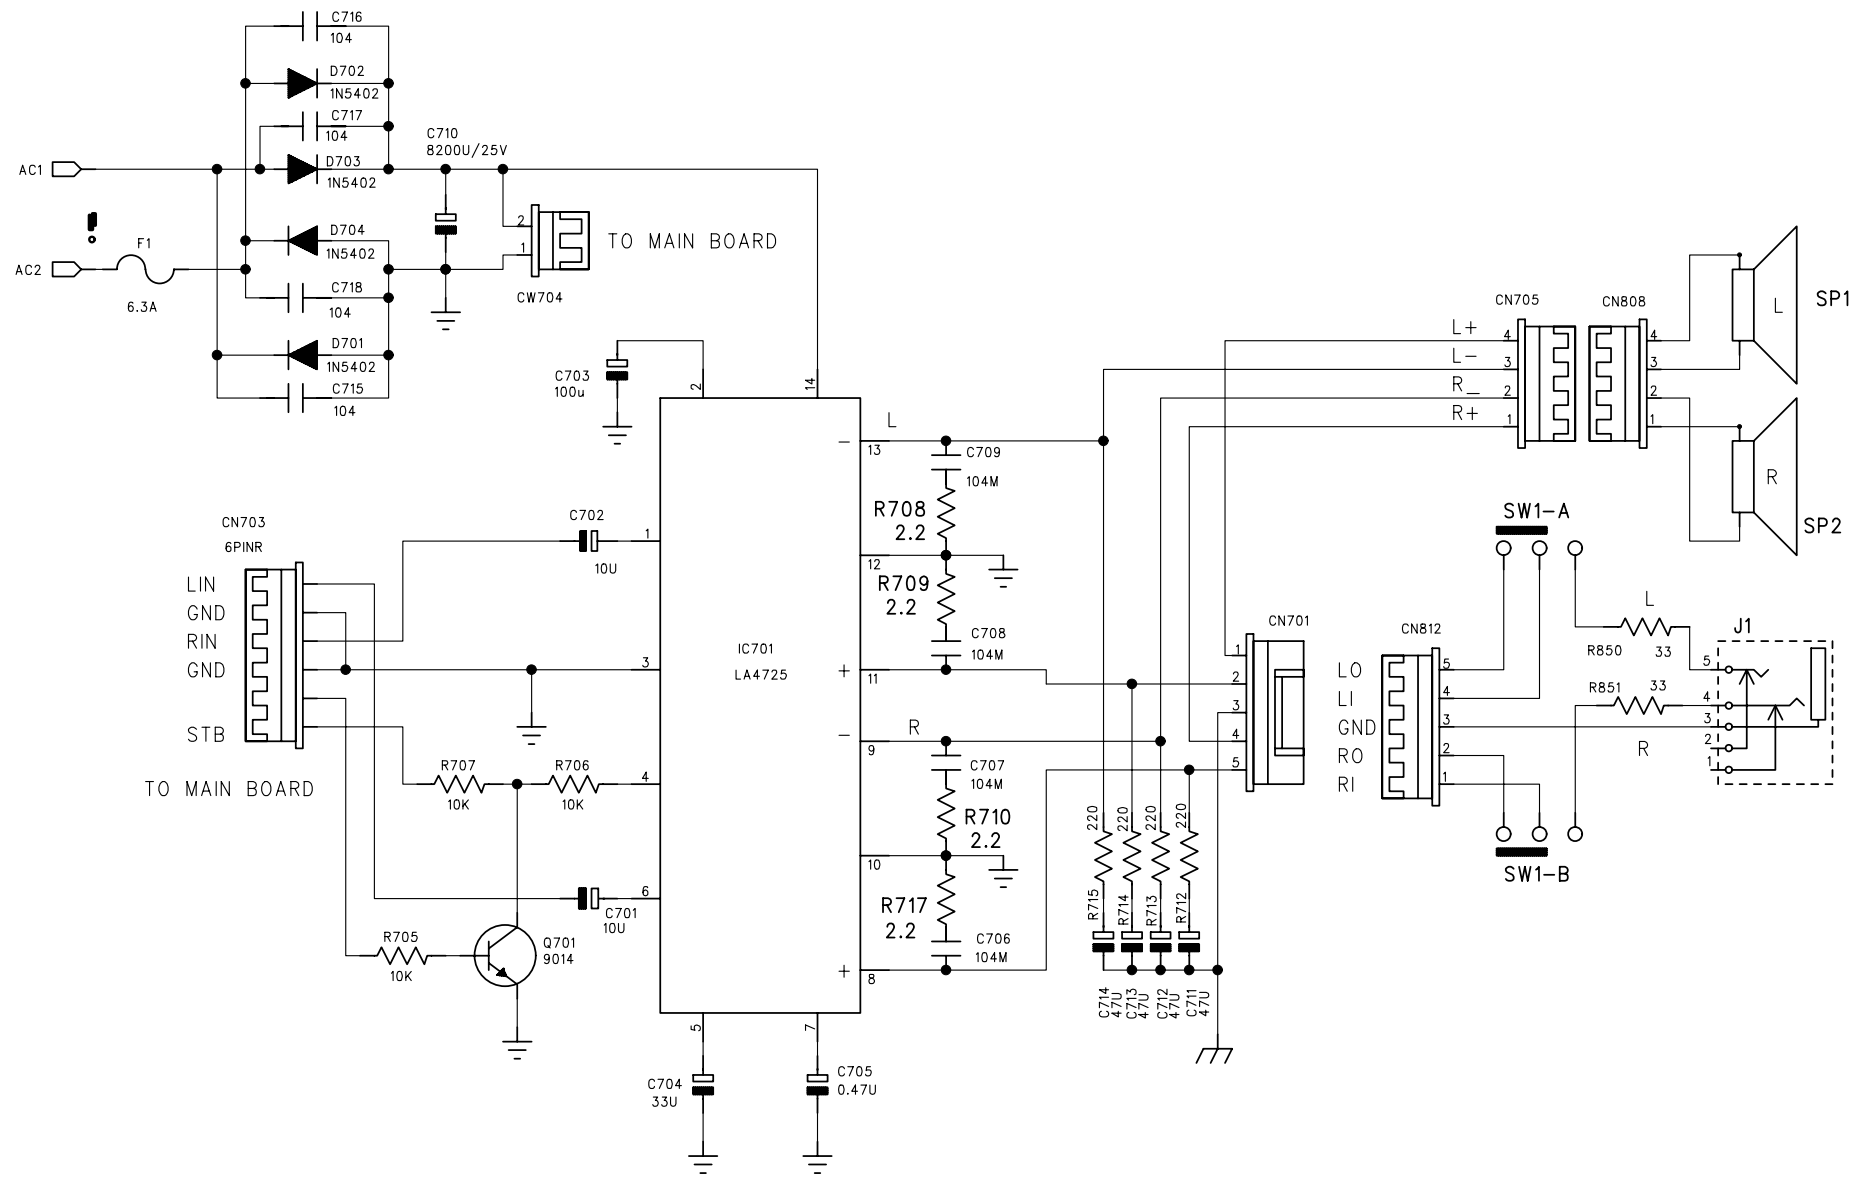 C716
104
D702
1N5402
C717
104
AC1
D703
1N5402
C710
8200U/25V
2
1
TO MAIN BOARD
CW704
D704
1N5402
F1
AC2
6.3A
C718
104
D701
1N5402
C715
104
C703
100u
2
14
CN705
CN808
L+
L-
R_
R+
4
3
2
1
4
3
2
1
L
SP1
R
SP2
L
-
13
C709
104M
R708
2.2
12
R709
2.2
C708
104M
+
11
R
-
9
C707
104M
R710
2.2
10
R717
2.2
C706
104M
+
8
IC701
LA4725
C702
10U
1
CN703
6PINR
LIN
GND
RIN
GND
STB
TO MAIN BOARD
3
R707
10K
R706
10K
4
6
C701
10U
R705
10K
Q701
9014
5
7
C704
33U
C705
0.47U
220
220
220
220
R715
R714
R713
R712
C714
47U
C713
47U
C712
47U
C711
47U
CN701
1
2
3
4
5
CN812
LO
LI
GND
RO
RI
5
4
3
2
1
SW1-A
SW1-B
L
R850
33
R851
33
R
J1
5
4
3
2
1